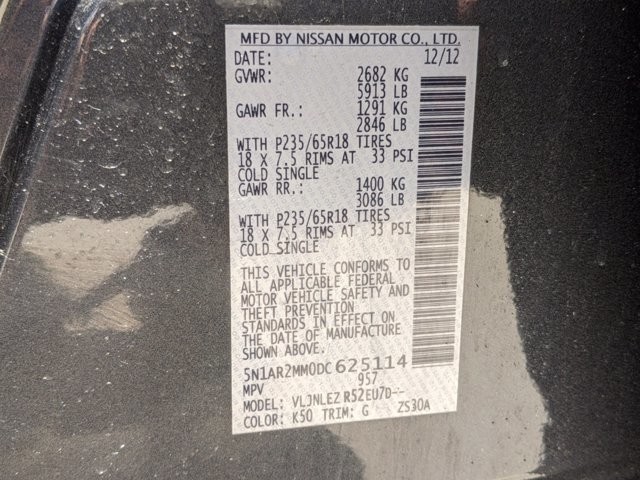 MFD BY NISSAN MOTOR CO., LTD.
DATE: 12/12
GVWR: 2682 KG
5913 LB
GAWR FR.: 1291 KG
2846 LB
WITH P235/65R18 TIRES
18 X 7.5 RIMS AT 33 PSI
COLD SINGLE
GAWR RR.: 1400 KG
3086 LB
WITH P235/65R18 TIRES
18 X 7.5 RIMS AT 33 PSI
COLD SINGLE
THIS VEHICLE CONFORMS TO
ALL APPLICABLE FEDERAL
MOTOR VEHICLE SAFETY AND
THEFT PREVENTION
STANDARDS IN EFFECT ON
THE DATE OF MANUFACTURE
SHOWN ABOVE.
5N1AR2MM0DC625114
MPV 957
MODEL: VLJNLEZ R52EU7D--
COLOR: K50 TRIM: G ZS30A